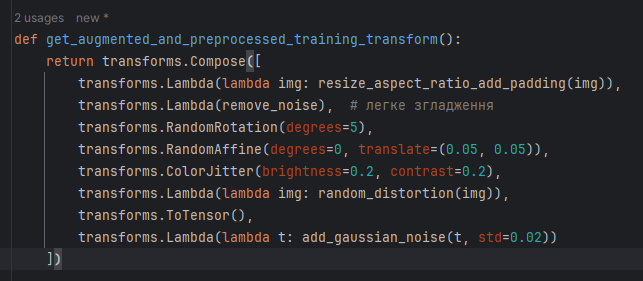 2 usages   new *
def get_augmented_and_preprocessed_training_transform():
    return transforms.Compose([
        transforms.Lambda(lambda img: resize_aspect_ratio_add_padding(img)),
        transforms.Lambda(remove_noise),  # легке згладження
        transforms.RandomRotation(degrees=5),
        transforms.RandomAffine(degrees=0, translate=(0.05, 0.05)),
        transforms.ColorJitter(brightness=0.2, contrast=0.2),
        transforms.Lambda(lambda img: random_distortion(img)),
        transforms.ToTensor(),
        transforms.Lambda(lambda t: add_gaussian_noise(t, std=0.02))
    ])